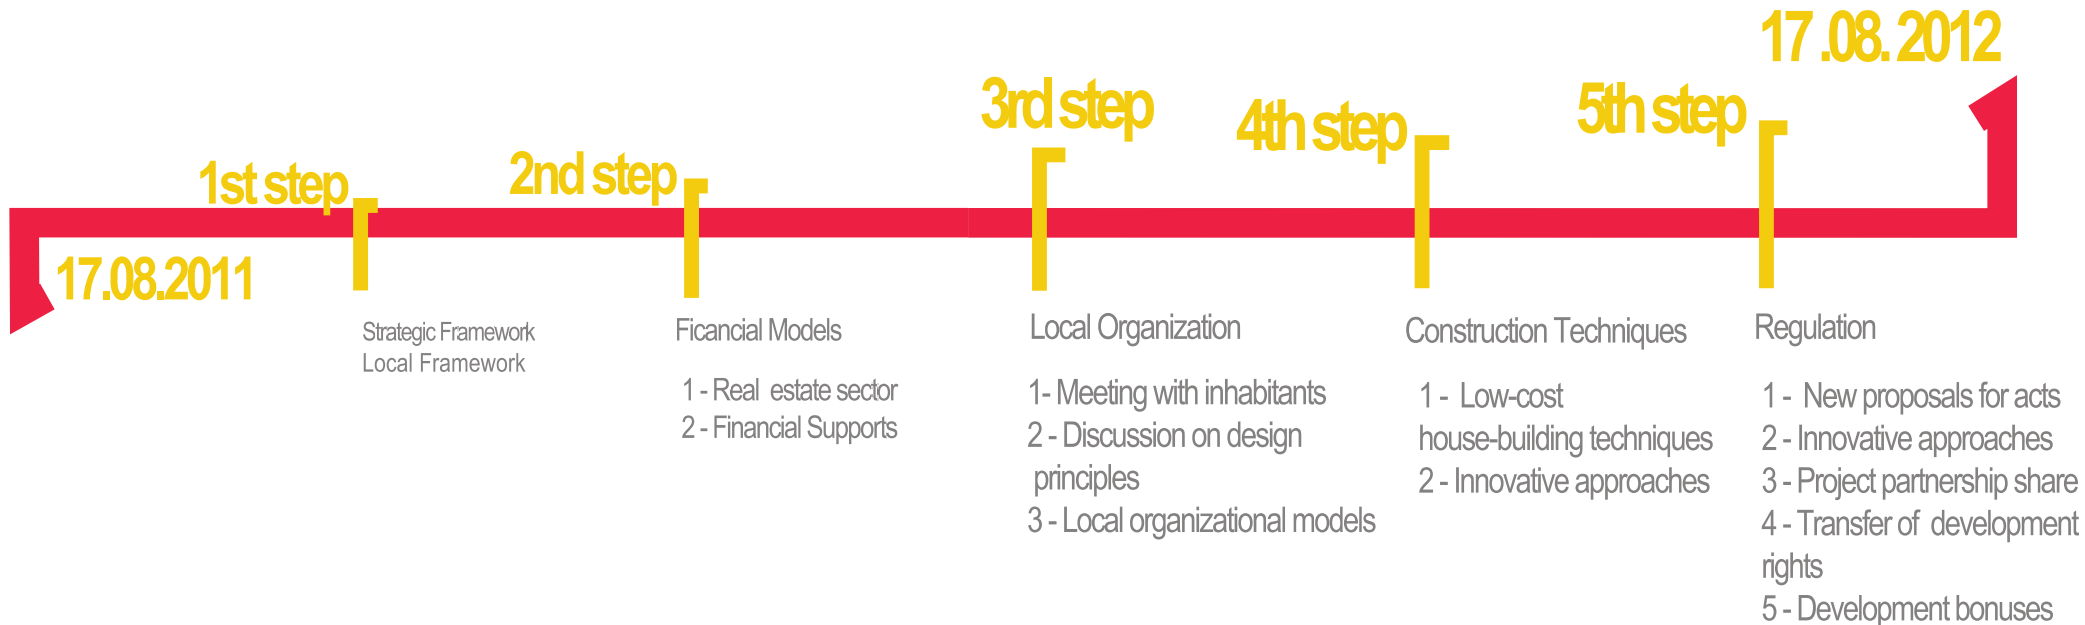 17.08.2011
1st step
Strategic Framework
Local Framework
2nd step
Ficancial Models
1 - Real estate sector
2 - Financial Supports
3rd step
Local Organization
1- Meeting with inhabitants
2 - Discussion on design
principles
3 - Local organizational models
4th step
Construction Techniques
1 - Low-cost
house-building techniques
2 - Innovative approaches
5th step
Regulation
1 - New proposals for acts
2 - Innovative approaches
3 - Project partnership share
4 - Transfer of development
rights
5 - Development bonuses
17 .08. 2012